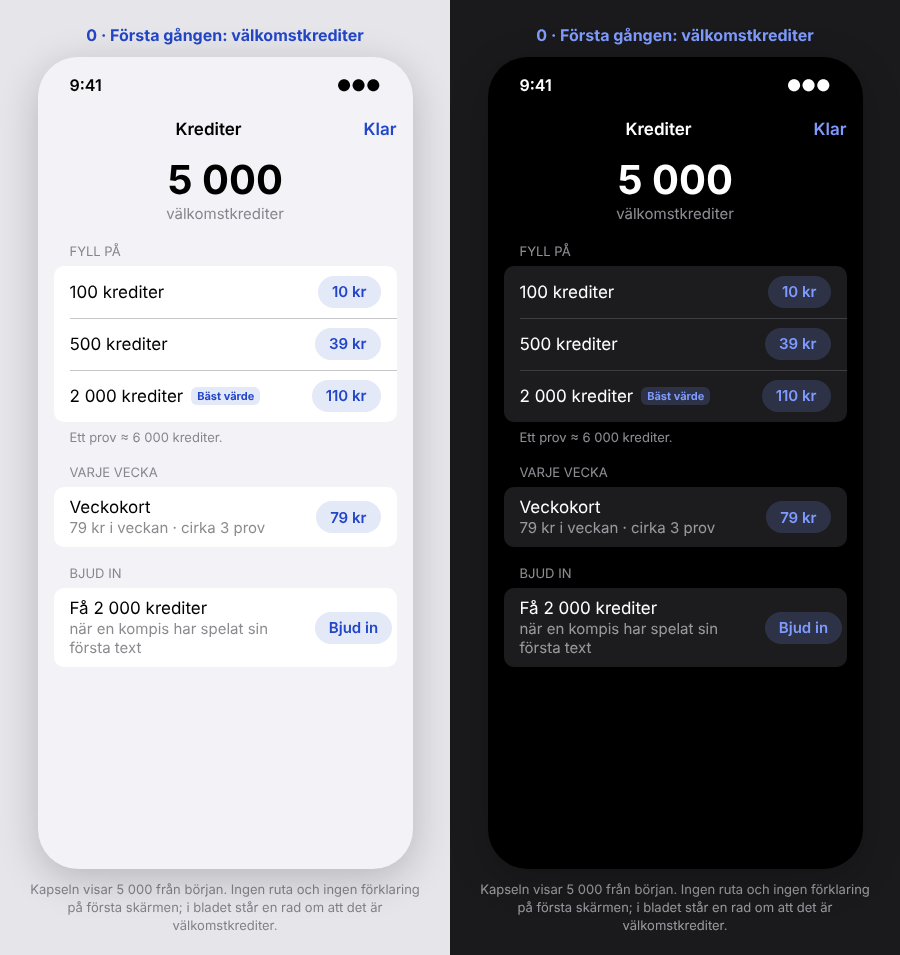 0 · Första gången: välkomstkrediter
9:41
Krediter
Klar
5 000
välkomstkrediter
FYLL PÅ
100 krediter
10 kr
500 krediter
39 kr
2 000 krediter
Bäst värde
110 kr
Ett prov ≈ 6 000 krediter.
VARJE VECKA
Veckokort
79 kr i veckan · cirka 3 prov
79 kr
BJUD IN
Få 2 000 krediter
när en kompis har spelat sin
första text
Bjud in
Kapseln visar 5 000 från början. Ingen ruta och ingen förklaring
på första skärmen; i bladet står en rad om att det är
välkomstkrediter.
0 · Första gången: välkomstkrediter
9:41
Krediter
Klar
5 000
välkomstkrediter
FYLL PÅ
100 krediter
10 kr
500 krediter
39 kr
2 000 krediter
Bäst värde
110 kr
Ett prov ≈ 6 000 krediter.
VARJE VECKA
Veckokort
79 kr i veckan · cirka 3 prov
79 kr
BJUD IN
Få 2 000 krediter
när en kompis har spelat sin
första text
Bjud in
Kapseln visar 5 000 från början. Ingen ruta och ingen förklaring
på första skärmen; i bladet står en rad om att det är
välkomstkrediter.